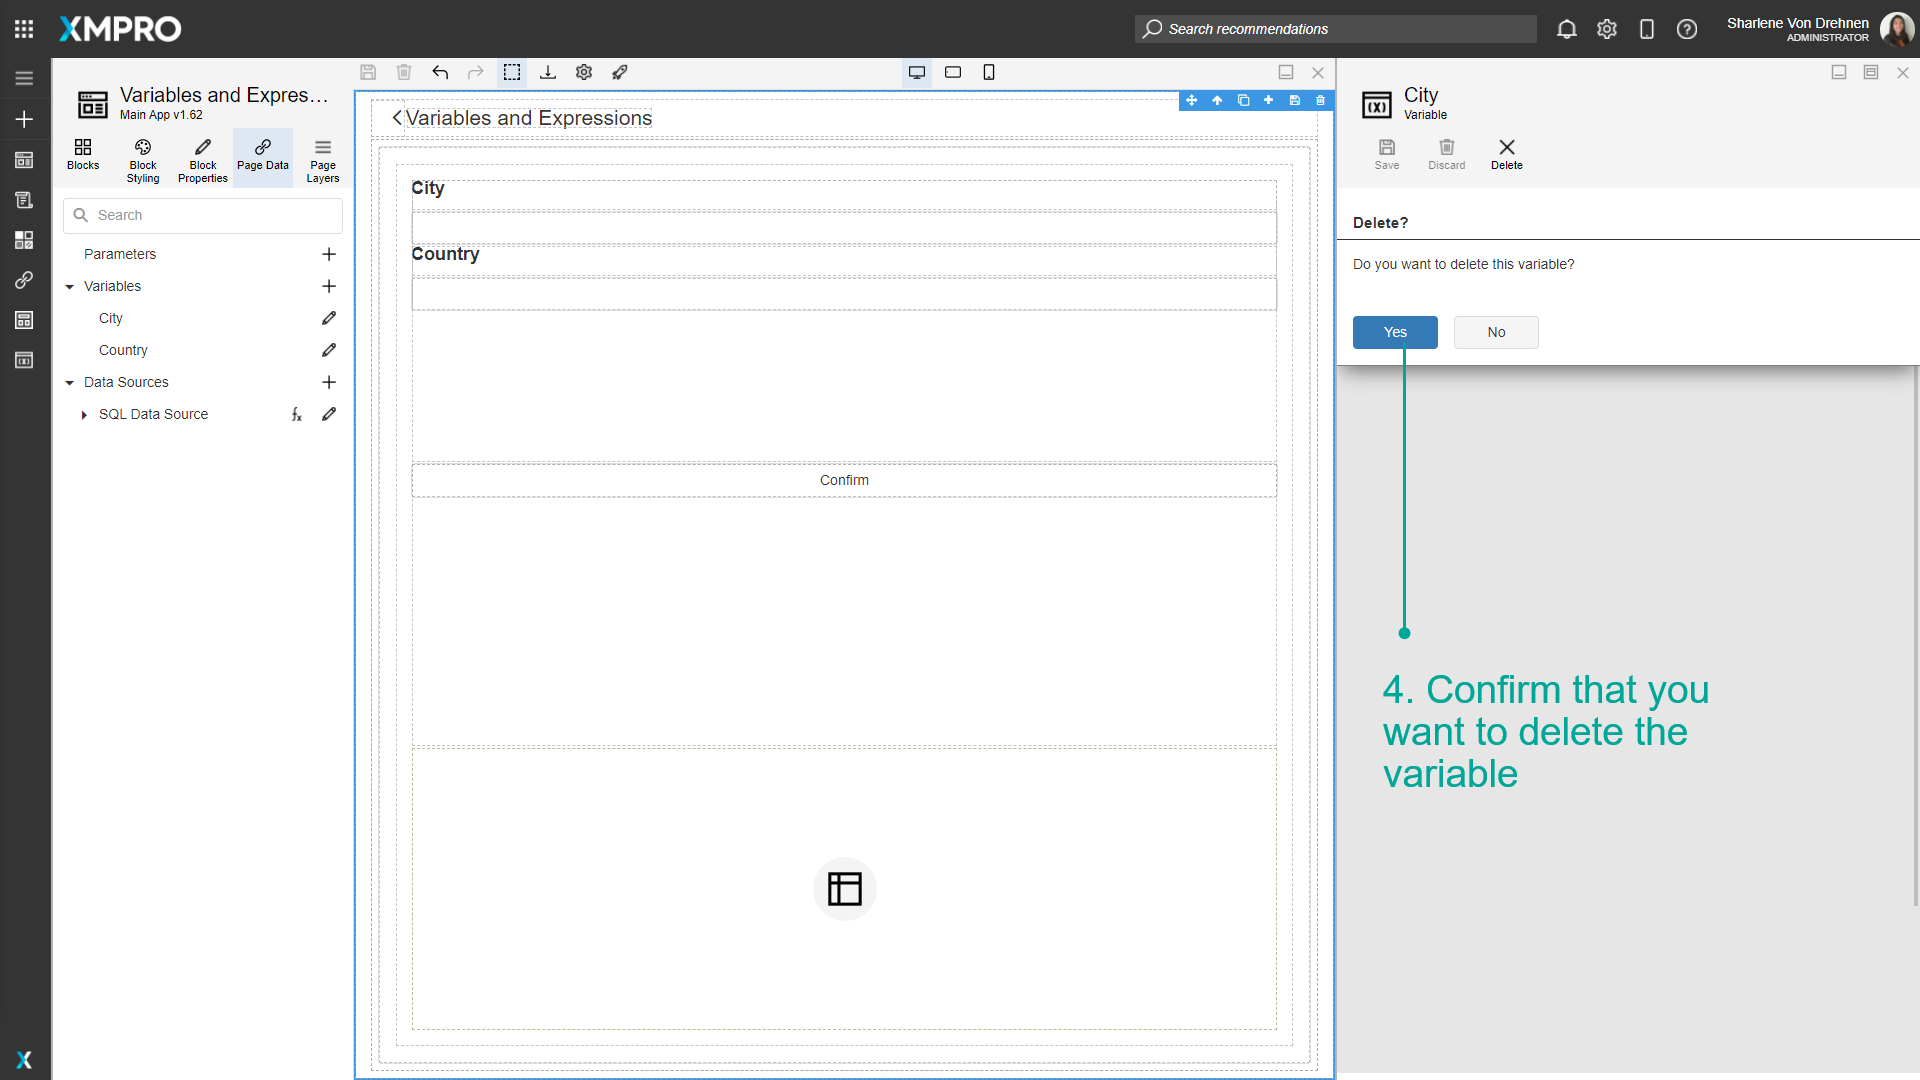 XMPRO
Search recommendations
Sharlene Von Drehnen
ADMINISTRATOR
Variables and Expres...
Main App v1.62
Blocks
Block Styling
Block Properties
Page Data
Page Layers
Search
Parameters
Variables
City
Country
Data Sources
SQL Data Source
fx
Variables and Expressions
City
Country
Confirm
(X)
City
Variable
Save
Discard
Delete
Delete?
Do you want to delete this variable?
Yes
No
4. Confirm that you
want to delete the
variable